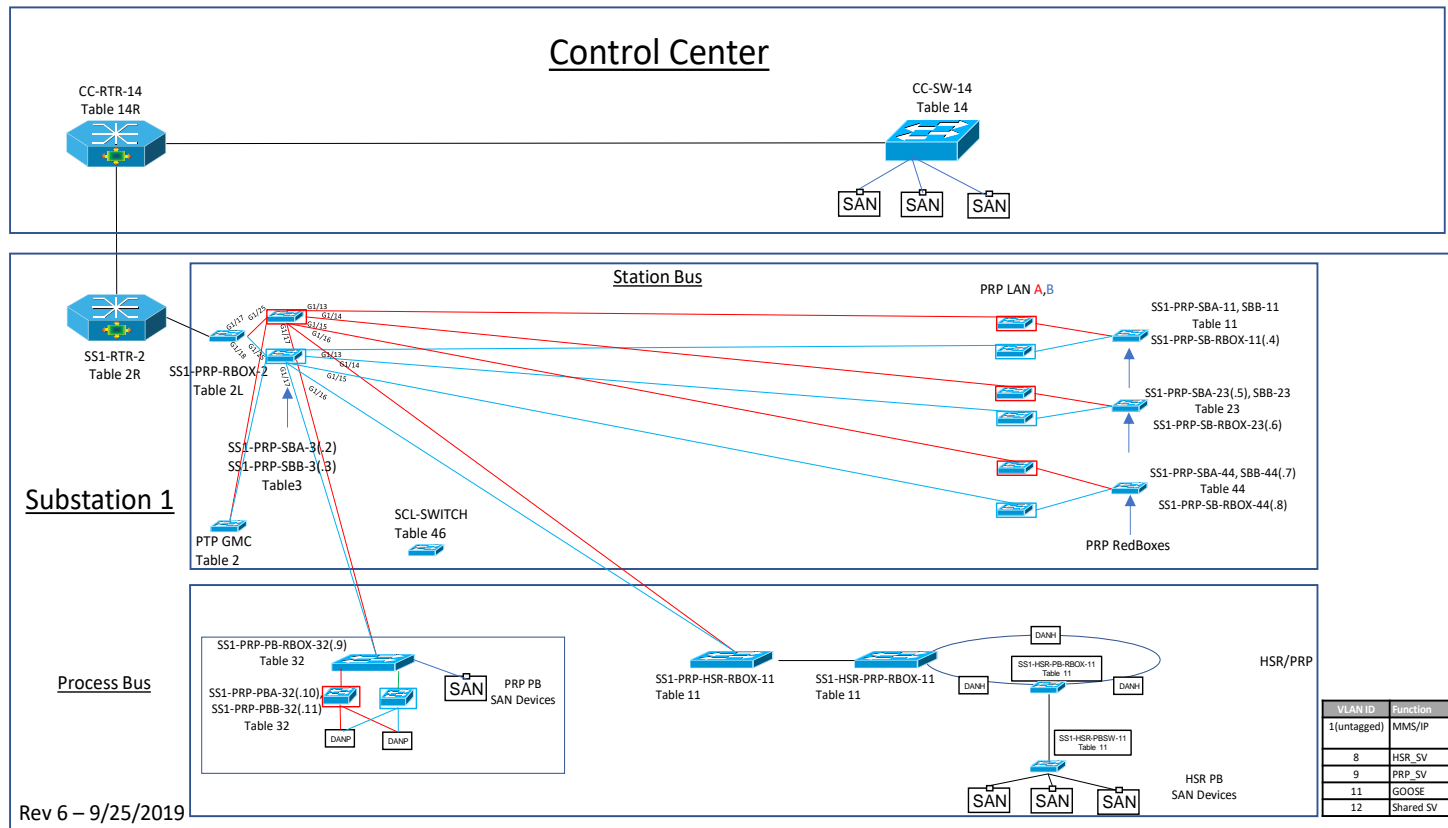 Control Center
CC-RTR-14
Table 14R
CC-SW-14
Table 14
SAN
SAN
SAN
Station Bus
PRP LAN A,B
SS1-RTR-2
Table 2R
G1/17
G1/25
G1/18
G1/25
SS1-PRP-RBOX-2
Table 2L
G1/13
G1/14
G1/15
G1/16
G1/17
G1/13
G1/14
G1/15
G1/16
G1/17
SS1-PRP-SBA-3(.2)
SS1-PRP-SBB-3(.3)
Table3
SS1-PRP-SBA-11, SBB-11
Table 11
SS1-PRP-SB-RBOX-11(.4)
SS1-PRP-SBA-23(.5), SBB-23
Table 23
SS1-PRP-SB-RBOX-23(.6)
SS1-PRP-SBA-44, SBB-44(.7)
Table 44
SS1-PRP-SB-RBOX-44(.8)
PRP RedBoxes
Substation 1
PTP GMC
Table 2
SCL-SWITCH
Table 46
Process Bus
SS1-PRP-PB-RBOX-32(.9)
Table 32
SS1-PRP-PBA-32(.10),
SS1-PRP-PBB-32(.11)
Table 32
DANP
DANP
SAN
PRP PB
SAN Devices
SS1-PRP-HSR-RBOX-11
Table 11
SS1-HSR-PRP-RBOX-11
Table 11
DANH
DANH
DANH
SS1-HSR-PB-RBOX-11
Table 11
HSR/PRP
SS1-HSR-PBSW-11
Table 11
SAN
SAN
SAN
HSR PB
SAN Devices
VLAN ID Function
1(untagged) MMS/IP
8 HSR_SV
9 PRP_SV
11 GOOSE
12 Shared SV
Rev 6 – 9/25/2019